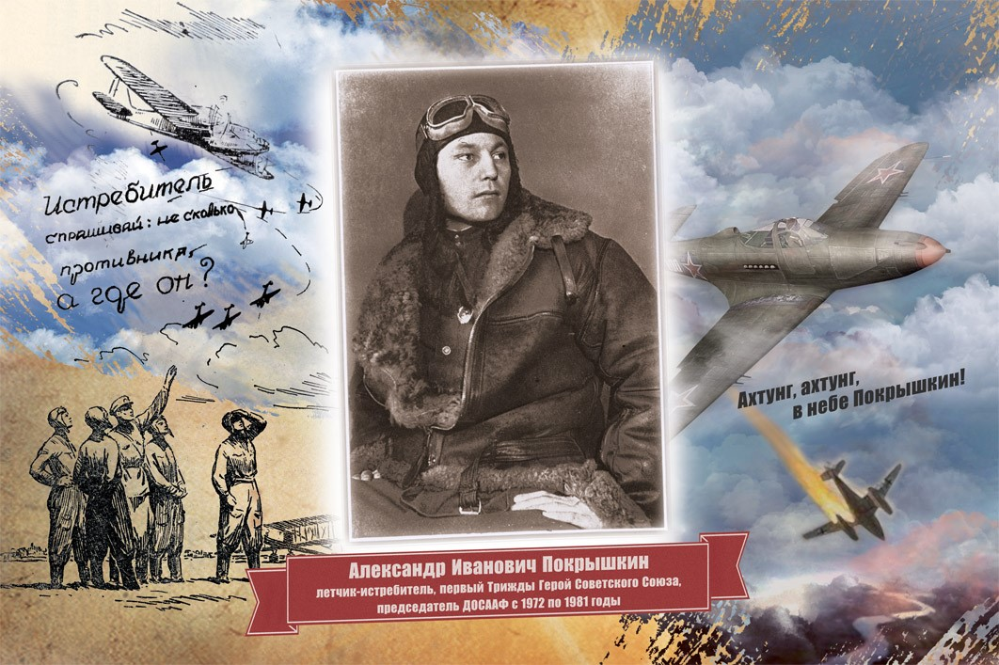 Истребитель
спрашивай: не сколько
противника,
а где он?
Ахтунг, ахтунг,
в небе Покрышкин!
Александр Иванович Покрышкин
летчик-истребитель, первый Трижды Герой Советского Союза,
председатель ДОСААФ с 1972 по 1981 годы